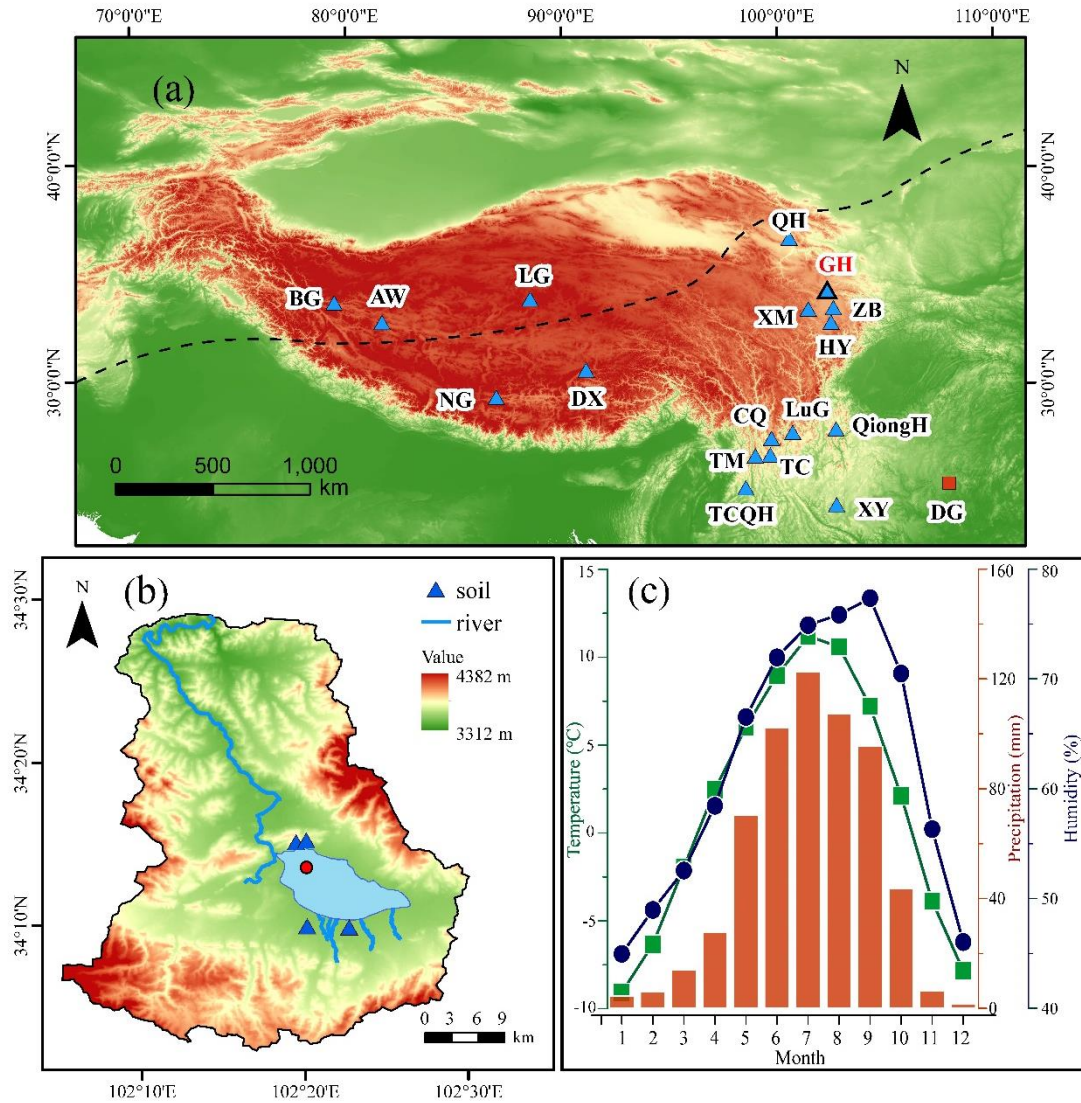 70°0'0"E 80°0'0"E 90°0'0"E 100°0'0"E 110°0'0"E
(a)
N
40°0'0"N
40°0'0"N
QH
GH
LG
BG
AW
XM
ZB
HY
30°0'0"N
30°0'0"N
NG
DX
CQ
LuG
QiongH
TM
TC
0 500 1,000
km
TCQH
XY
DG
(b)
N
34°30'N
34°20'N
34°10'N
soil
river
Value
4382 m
3312 m
0 3 6 9
km
102°10'E 102°20'E 102°30'E
(c)
15
10
5
0
-5
-10
Temperature (°C)
160
120
80
40
0
Precipitation (mm)
80
70
60
50
40
Humidity (%)
1 2 3 4 5 6 7 8 9 10 11 12
Month